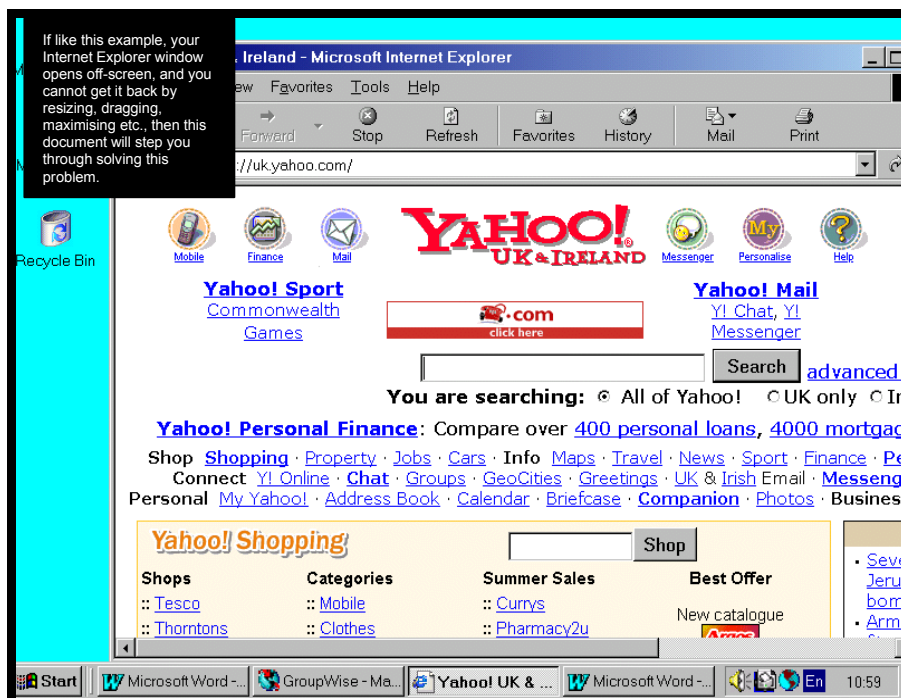 If like this example, your
Internet Explorer window
opens off-screen, and you
cannot get it back by
resizing, dragging,
maximising etc., then this
document will step you
through solving this
problem.
Ireland - Microsoft Internet Explorer
Favorites Tools Help
Forward Stop Refresh Favorites History Mail Print
://uk.yahoo.com/
Recycle Bin
YAHOO!
UK & IRELAND
Mobile Finance Mail Messenger Personalise Help
My
Yahoo! Sport
Commonwealth
Games
.com
click here
Yahoo! Mail
Y! Chat, Y!
Messenger
Search advanced
You are searching: All of Yahoo! UK only
Yahoo! Personal Finance: Compare over 400 personal loans, 4000 mortgag
Shop Shopping · Property · Jobs · Cars · Info Maps · Travel · News · Sport · Finance · Pe
Connect Y! Online · Chat · Groups · GeoCities · Greetings · UK & Irish Email · Messeng
Personal My Yahoo! · Address Book · Calendar · Briefcase · Companion · Photos · Busines
Yahoo! Shopping Shop
Shops Categories Summer Sales Best Offer
:: Tesco :: Mobile :: Currys New catalogue
:: Thorntons :: Clothes :: Pharmacy2u Argos
· Seve
Jeru
bom
· Arm
Start Microsoft Word -... GroupWise - Ma... Yahoo! UK & ... Microsoft Word -... En 10:59